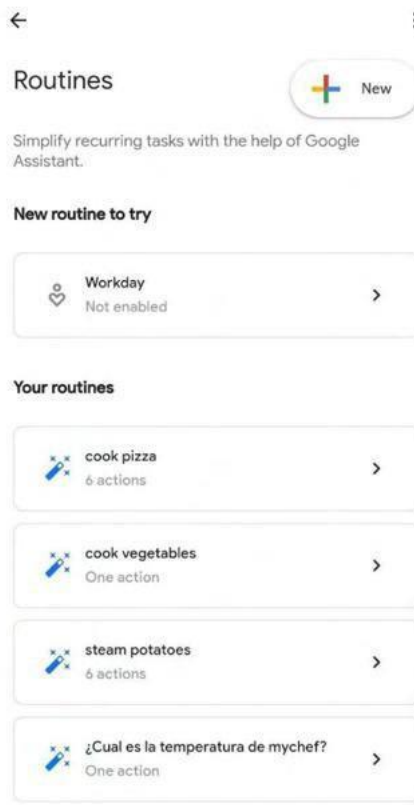 Routines
New
Simplify recurring tasks with the help of Google
Assistant.
New routine to try
Workday
Not enabled
Your routines
cook pizza
6 actions
cook vegetables
One action
steam potatoes
6 actions
¿Cual es la temperatura de mychef?
One action